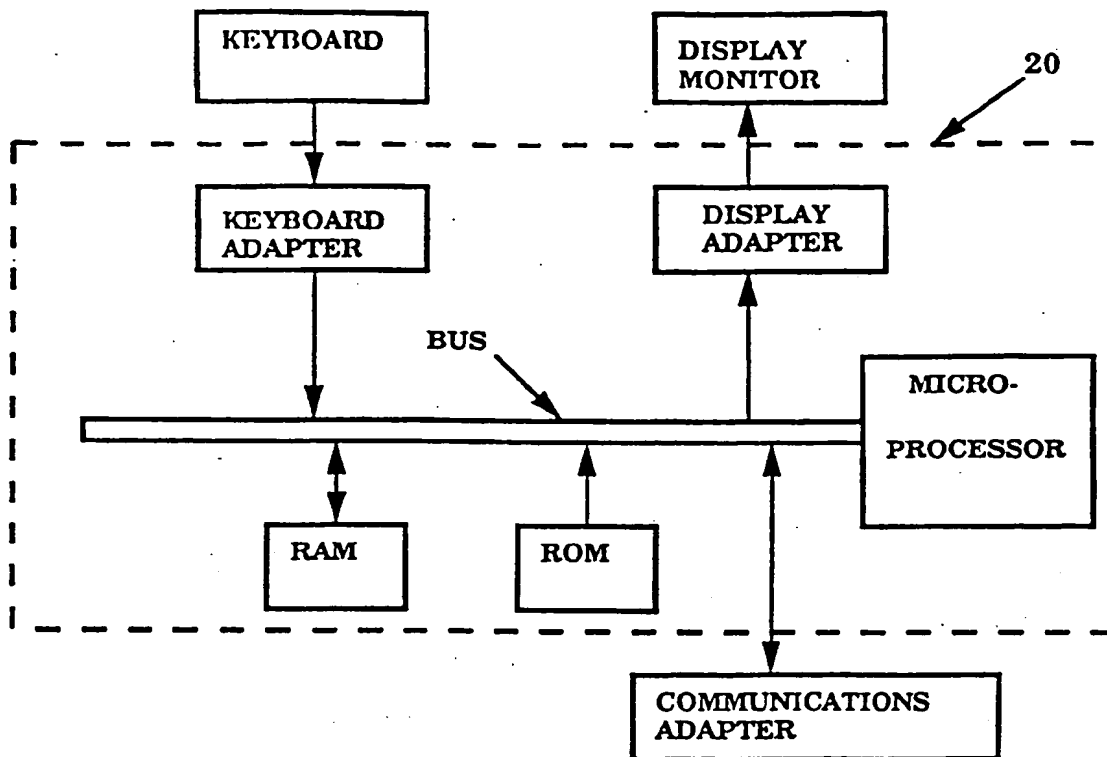 KEYBOARD
DISPLAY
MONITOR
20
KEYBOARD
ADAPTER
DISPLAY
ADAPTER
BUS
MICRO-
PROCESSOR
RAM
ROM
COMMUNICATIONS
ADAPTER